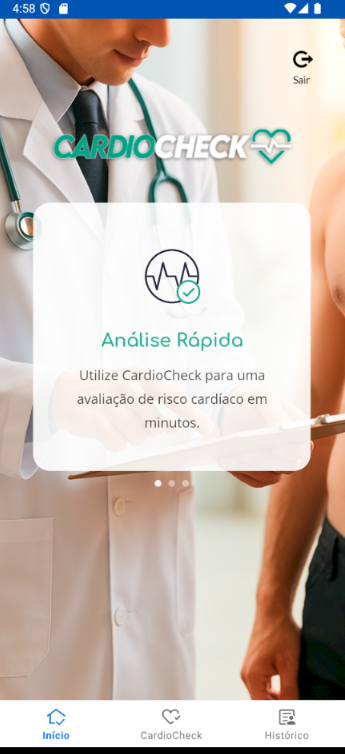 4:58
Sair
CARDIOCHECK
Análise Rápida
Utilize CardioCheck para uma
avaliação de risco cardíaco em
minutos.
Início
CardioCheck
Histórico